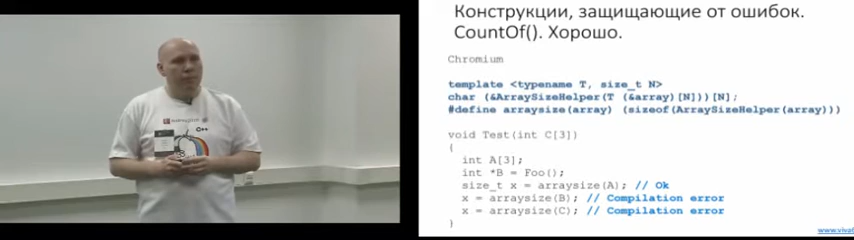 Конструкции, защищающие от ошибок.
CountOf(). Хорошо.
Chromium
template <typename T, size_t N>
char (&ArraySizeHelper(T (&array)[N]))[N];
#define arraysize(array) (sizeof(ArraySizeHelper(array)))
void Test(int C[3])
{
int A[3];
int *B = Foo();
size_t x = arraysize(A); // Ok
x = arraysize(B); // Compilation error
x = arraysize(C); // Compilation error
}